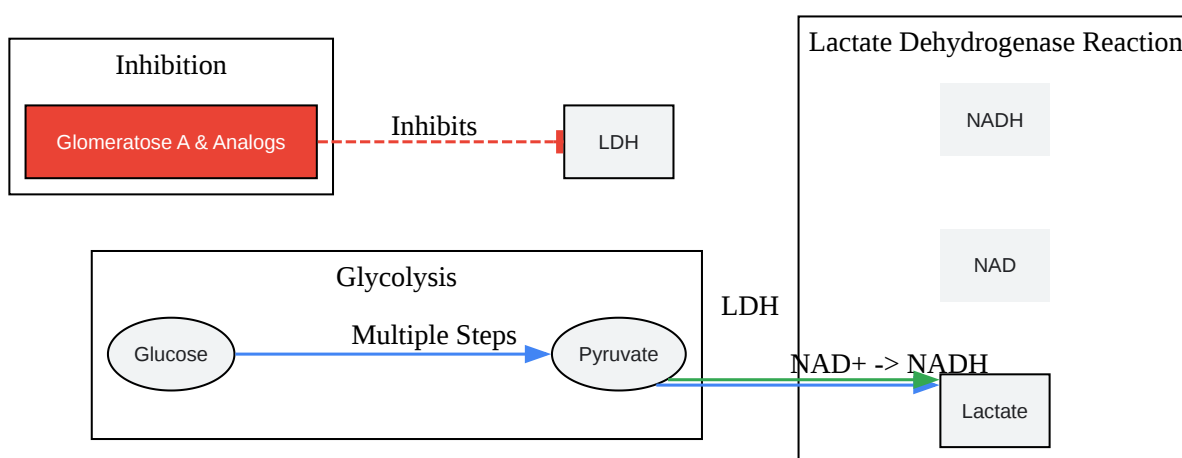 Lactate Dehydrogenase Reaction
Inhibition
Glomeratose A & Analogs
Inhibits
LDH
NADH
NAD
Glycolysis
Glucose
Multiple Steps
Pyruvate
LDH
NAD+ -> NADH
Lactate